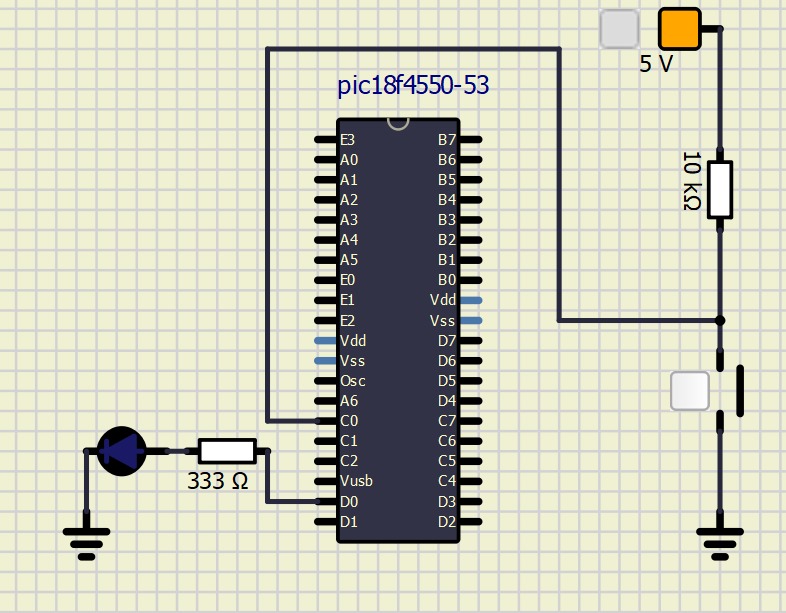 5 V
pic18f4550-53
10 kΩ
E3 B7
A0 B6
A1 B5
A2 B4
A3 B3
A4 B2
A5 B1
E0 B0
E1 Vdd
E2 Vss
Vdd D7
Vss D6
Osc D5
A6 D4
C0 C7
C1 C6
C2 C5
Vusb C4
D0 D3
D1 D2
333 Ω